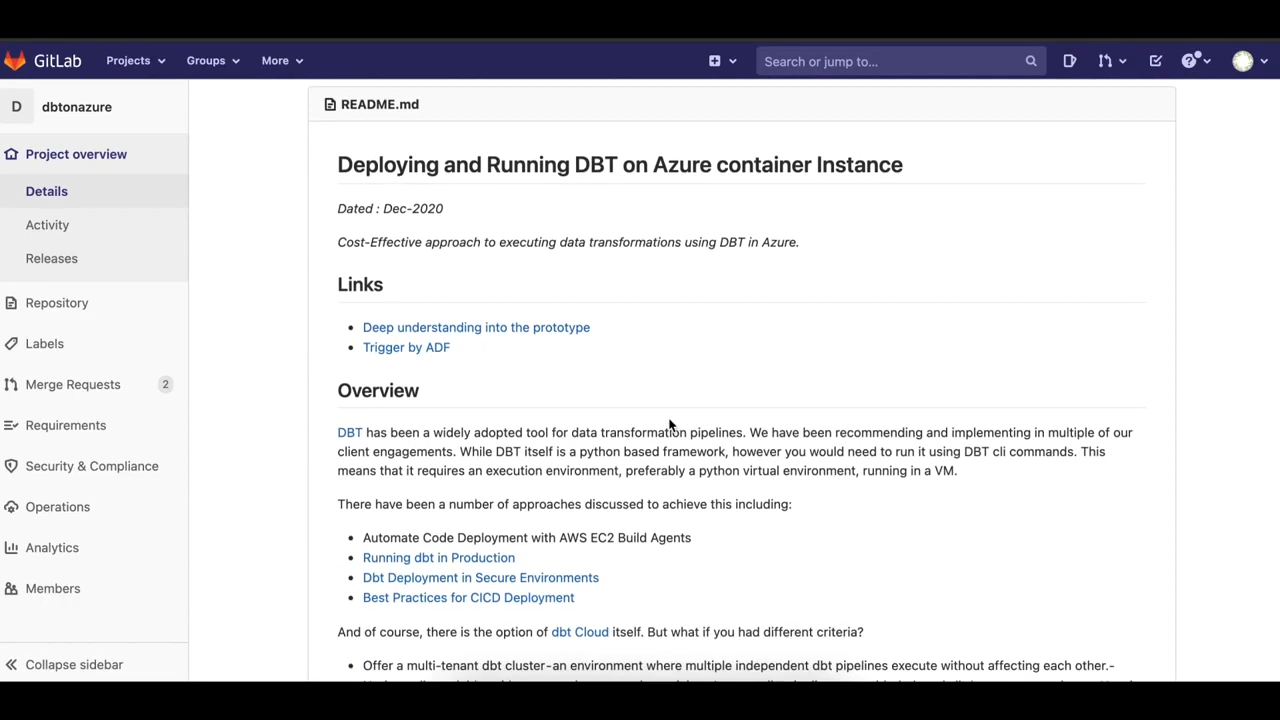 GitLab Projects Groups More Search or jump to...
D dbtonazure
Project overview
Details
Activity
Releases
Repository
Labels
Merge Requests 2
Requirements
Security & Compliance
Operations
Analytics
Members
Collapse sidebar
README.md
Deploying and Running DBT on Azure container Instance
Dated : Dec-2020
Cost-Effective approach to executing data transformations using DBT in Azure.
Links
• Deep understanding into the prototype
• Trigger by ADF
Overview
DBT has been a widely adopted tool for data transformation pipelines. We have been recommending and implementing in multiple of our
client engagements. While DBT itself is a python based framework, however you would need to run it using DBT cli commands. This
means that it requires an execution environment, preferably a python virtual environment, running in a VM.
There have been a number of approaches discussed to achieve this including:
• Automate Code Deployment with AWS EC2 Build Agents
• Running dbt in Production
• Dbt Deployment in Secure Environments
• Best Practices for CICD Deployment
And of course, there is the option of dbt Cloud itself. But what if you had different criteria?
• Offer a multi-tenant dbt cluster-an environment where multiple independent dbt pipelines execute without affecting each other.-